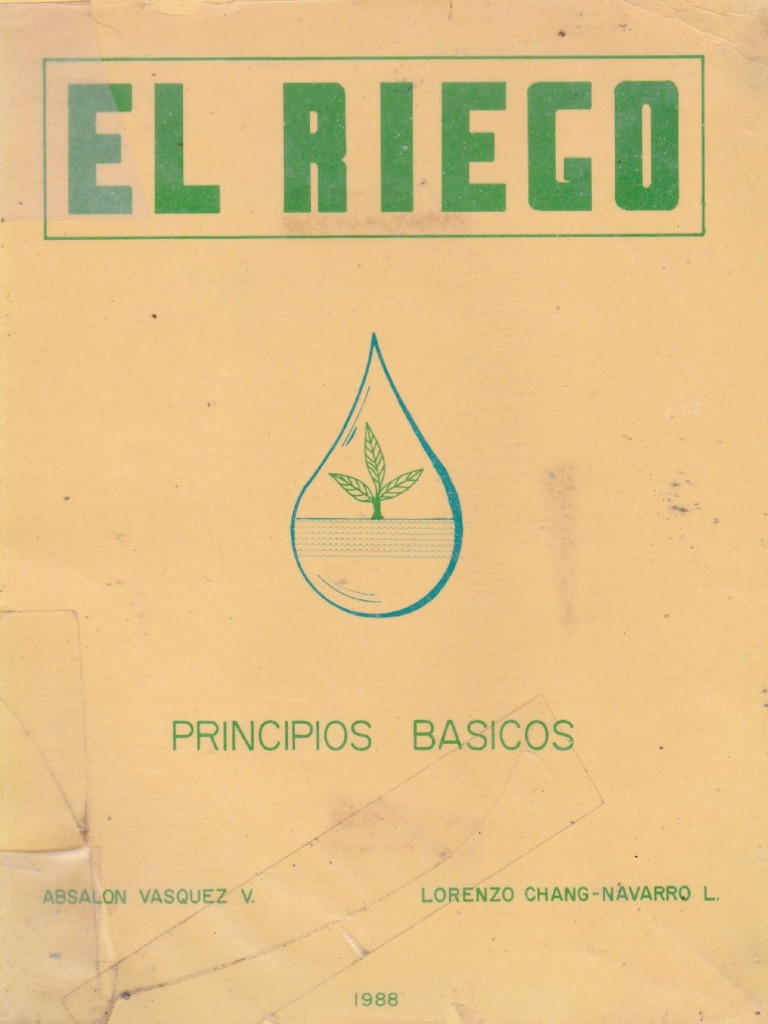 EL RIEGO
PRINCIPIOS BASICOS
ABSALON VASQUEZ V.
LORENZO CHANG-NAVARRO L.
1988